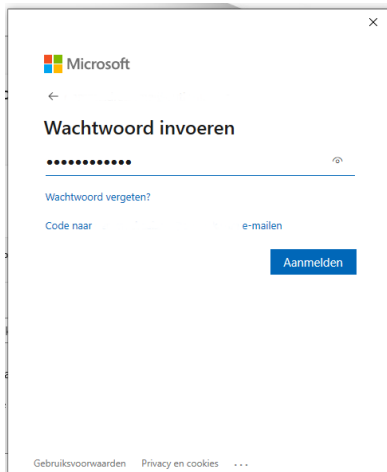 Microsoft
Wachtwoord invoeren
Wachtwoord vergeten?
Code naar e-mailen
Aanmelden
Gebruiksvoorwaarden Privacy en cookies ...